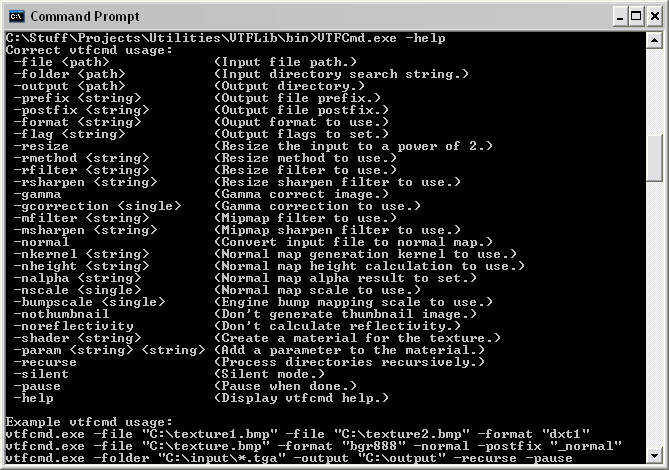 Command Prompt
C:\Stuff\Projects\Utilities\VTFLib\bin>VTFCmd.exe -help
Correct vtfcmd usage:
-file <path> (Input file path.)
-folder <path> (Input directory search string.)
-output <path> (Output directory.)
-prefix <string> (Output file prefix.)
-postfix <string> (Output file postfix.)
-format <string> (Ouput format to use.)
-flag <string> (Output flags to set.)
-resize (Resize the input to a power of 2.)
-rmethod <string> (Resize method to use.)
-rfilter <string> (Resize filter to use.)
-rsharpen <string> (Resize sharpen filter to use.)
-gamma (Gamma correct image.)
-gcorrection <single> (Gamma correction to use.)
-mfilter <string> (Mipmap filter to use.)
-msharpen <string> (Mipmap sharpen filter to use.)
-normal (Convert input file to normal map.)
-nkernel <string> (Normal map generation kernel to use.)
-nheight <string> (Normal map height calculation to use.)
-nalpha <string> (Normal map alpha result to set.)
-nscale <single> (Normal map scale to use.)
-bumpscale <single> (Engine bump mapping scale to use.)
-nothumbnail (Don't generate thumbnail image.)
-noreflectivity (Don't calculate reflectivity.)
-shader <string> (Create a material for the texture.)
-param <string> <string> (Add a parameter to the material.)
-recurse (Process directories recursively.)
-silent (Silent mode.)
-pause (Pause when done.)
-help (Display vtfcmd help.)
Example vtfcmd usage:
vtfcmd.exe -file "C:\texture1.bmp" -file "C:\texture2.bmp" -format "dxt1"
vtfcmd.exe -file "C:\texture.bmp" -format "bgr888" -normal -postfix "_normal"
vtfcmd.exe -folder "C:\input\*.tga" -output "C:\output" -recurse -pause